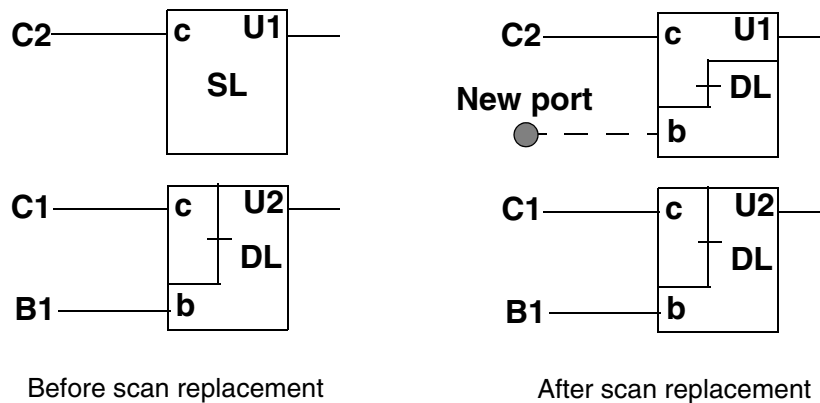 C2 c U1
SL
C1 c U2
DL
B1 b
Before scan replacement
C2 c U1
DL
New port
b
C1 c U2
DL
B1 b
After scan replacement